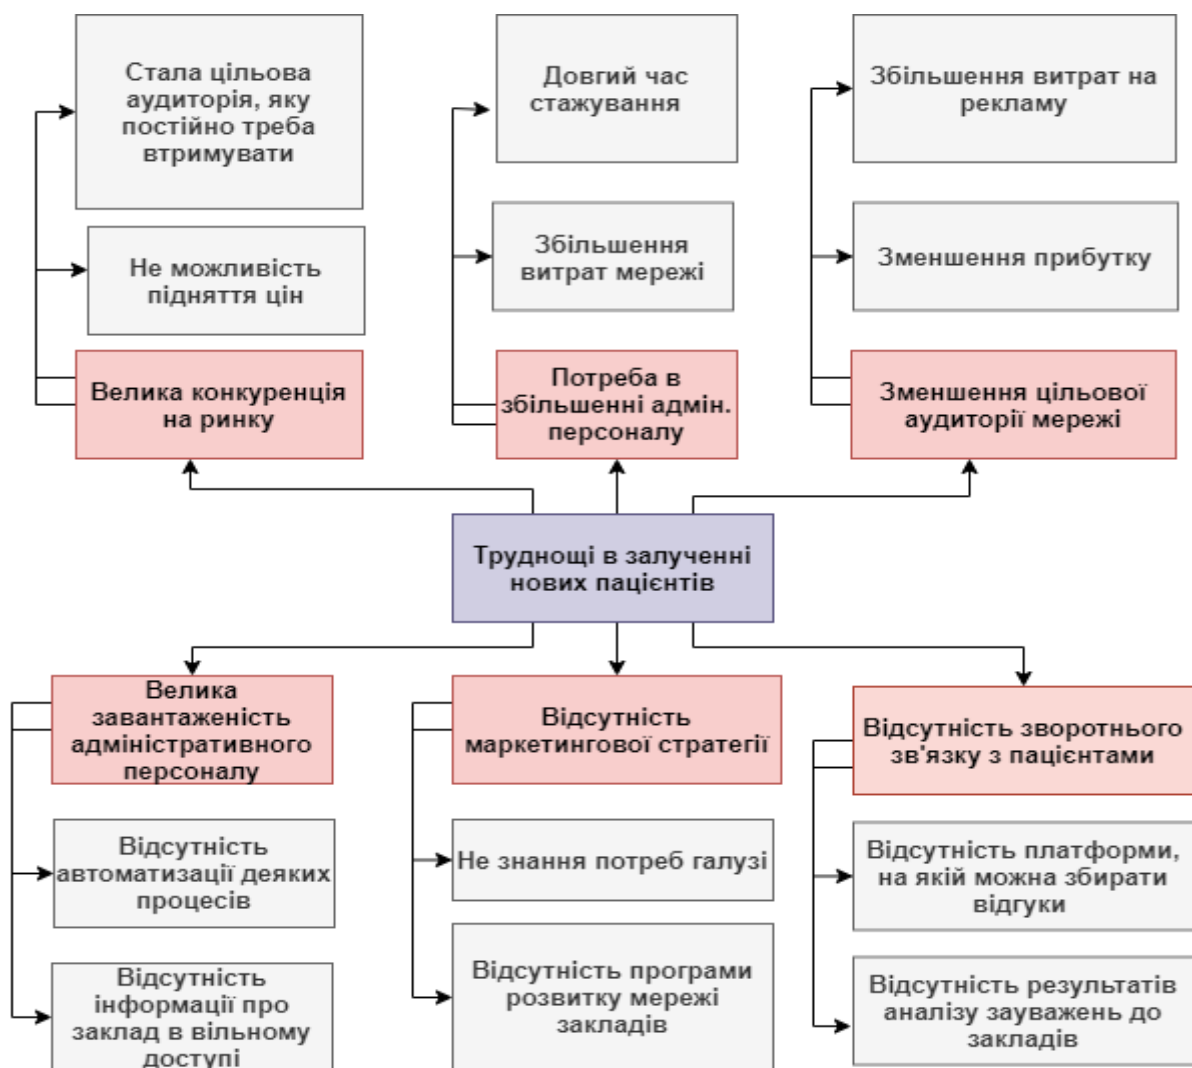 Стала цільова
аудиторія, яку
постійно треба
втримувати
Довгий час
стажування
Збільшення витрат на
рекламу
Не можливість
підняття цін
Збільшення
витрат мережі
Зменшення прибутку
Велика конкуренція
на ринку
Потреба в
збільшенні адмін.
персоналу
Зменшення цільової
аудиторії мережі
Труднощі в залученні
нових пацієнтів
Велика
завантаженість
адміністративного
персоналу
Відсутність
маркетингової стратегії
Відсутність зворотнього
зв'язку з пацієнтами
Відсутність
автоматизації деяких
процесів
Не знання потреб галузі
Відсутність платформи,
на якій можна збирати
відгуки
Відсутність
інформації про
заклад в вільному
доступі
Відсутність програми
розвитку мережі
закладів
Відсутність результатів
аналізу зауважень до
закладів